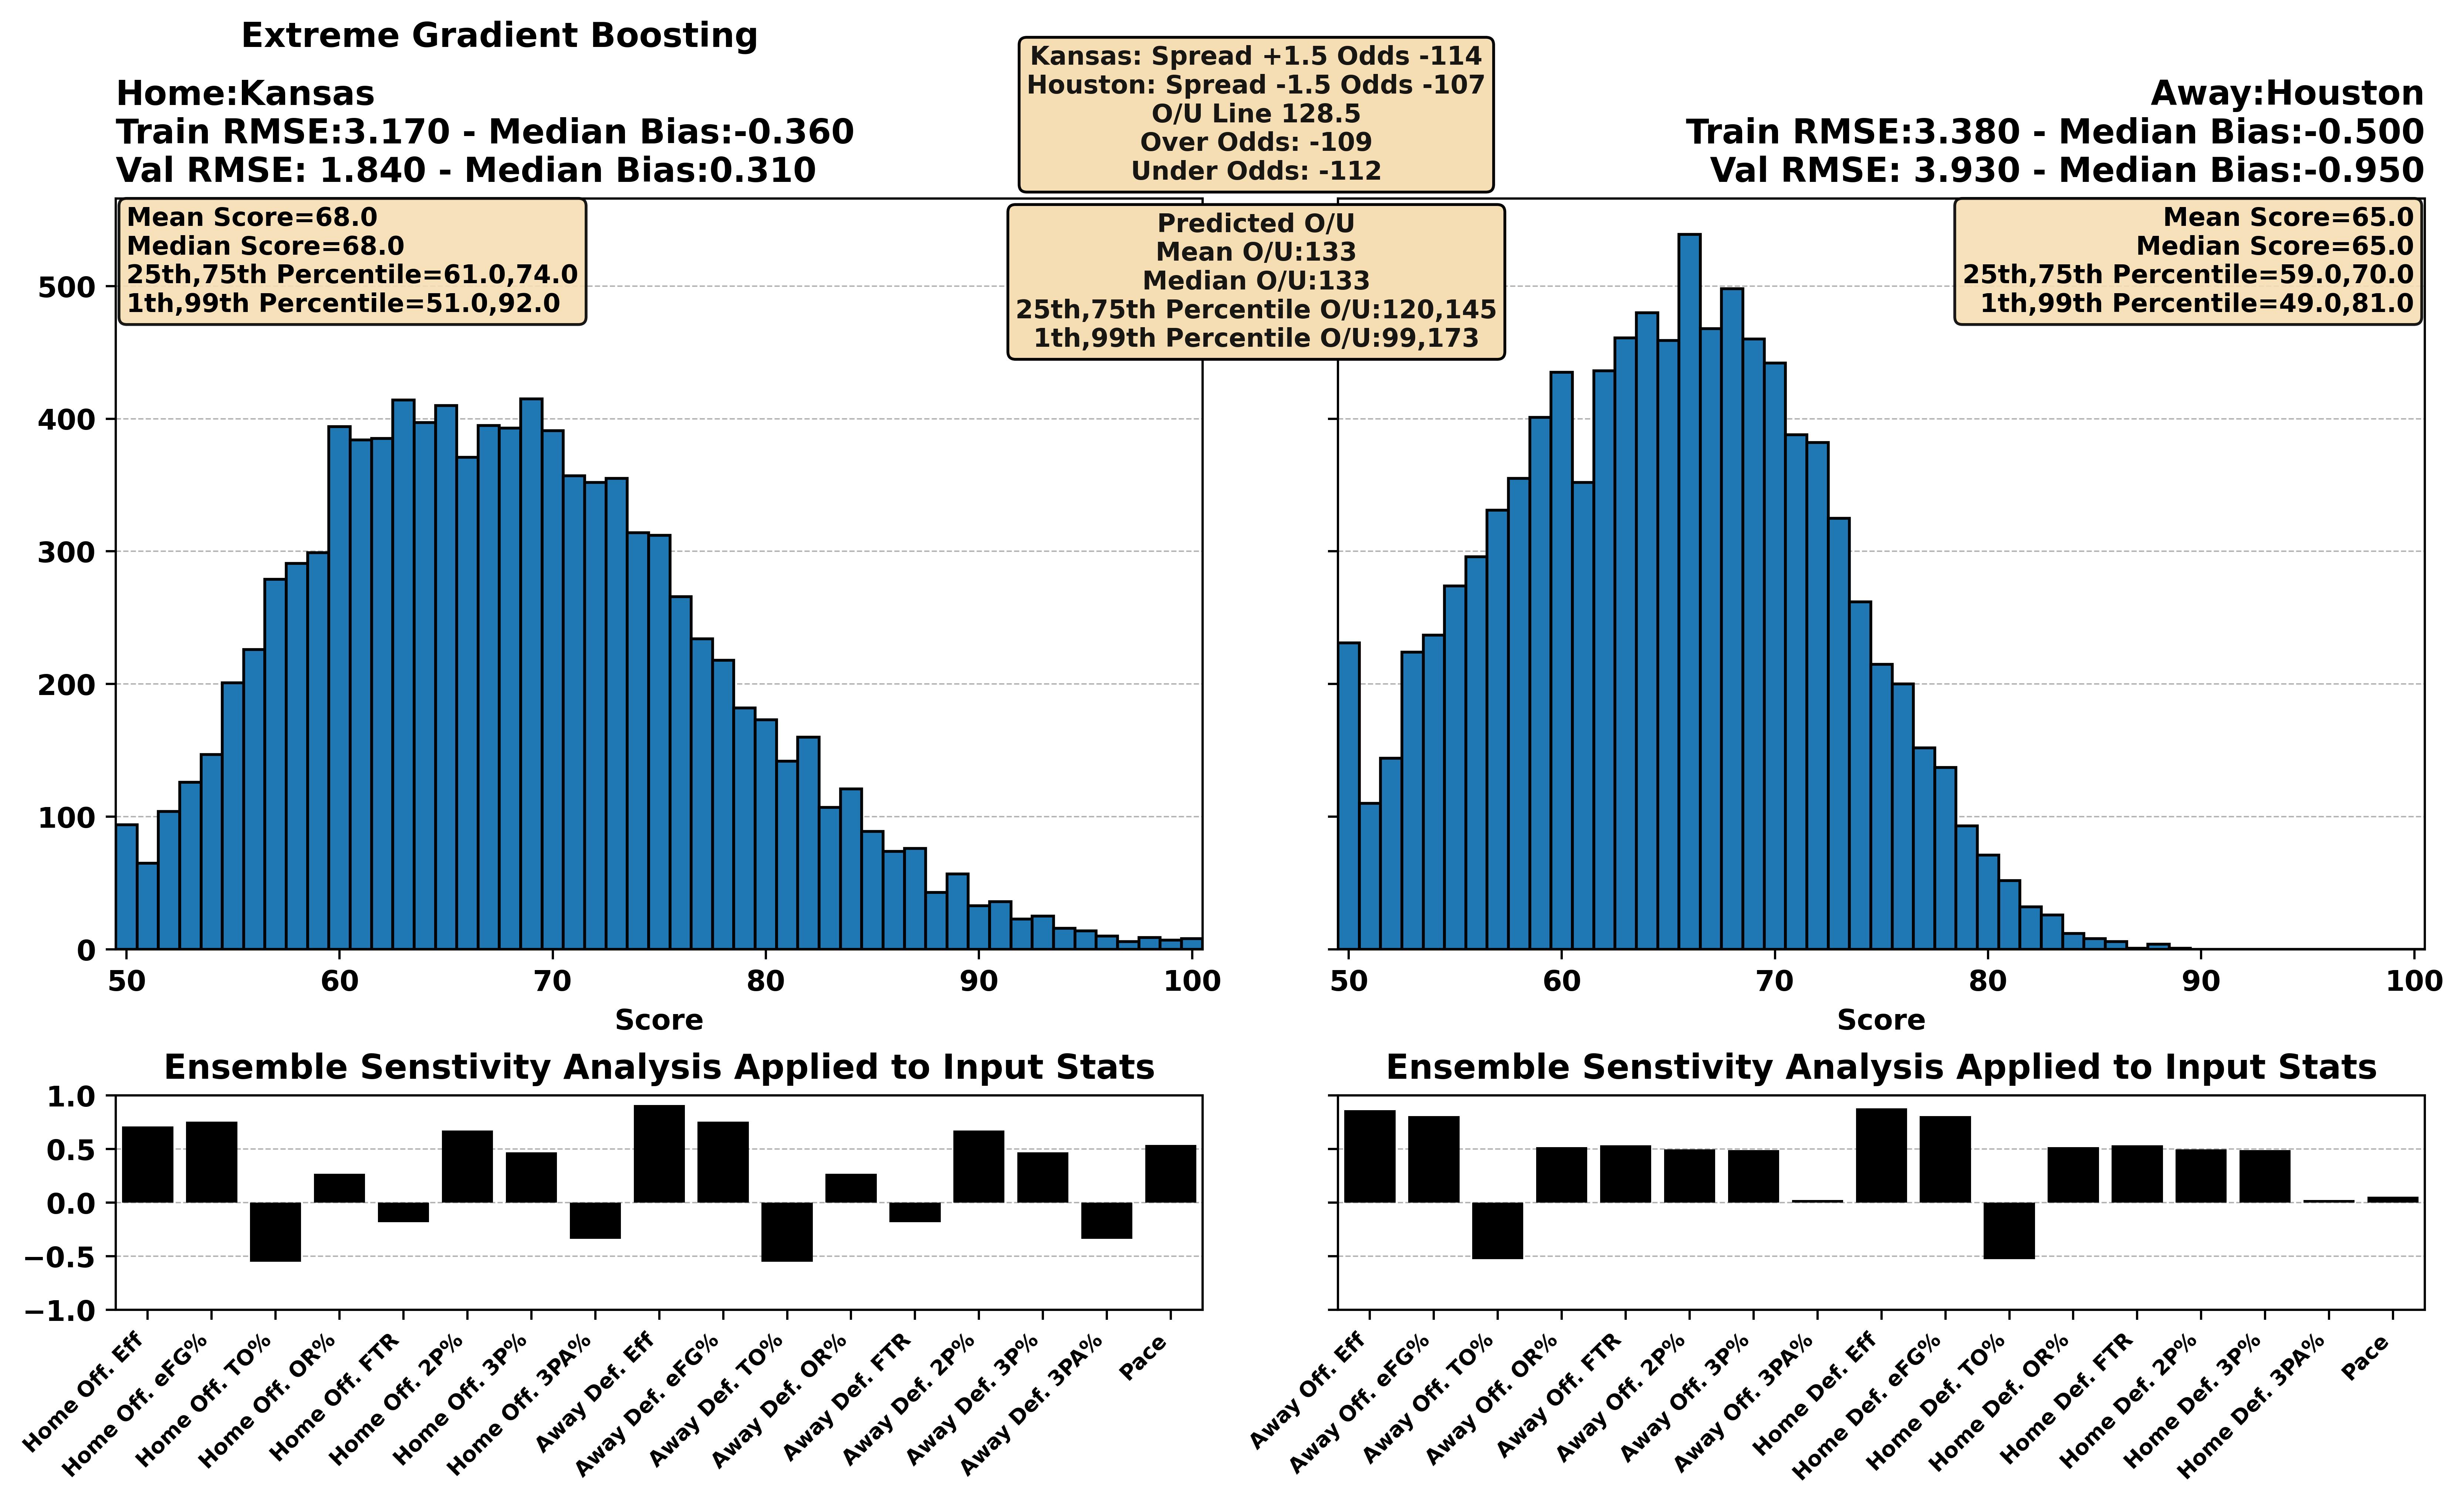 Extreme Gradient Boosting
Home:Kansas
Train RMSE:3.170 - Median Bias:-0.360
Val RMSE: 1.840 - Median Bias:0.310
Kansas: Spread +1.5 Odds -114
Houston: Spread -1.5 Odds -107
O/U Line 128.5
Over Odds: -109
Under Odds: -112
Away:Houston
Train RMSE:3.380 - Median Bias:-0.500
Val RMSE: 3.930 - Median Bias:-0.950
Mean Score=68.0
Median Score=68.0
25th,75th Percentile=61.0,74.0
1th,99th Percentile=51.0,92.0
Predicted O/U
Mean O/U:133
Median O/U:133
25th,75th Percentile O/U:120,145
1th,99th Percentile O/U:99,173
Mean Score=65.0
Median Score=65.0
25th,75th Percentile=59.0,70.0
1th,99th Percentile=49.0,81.0
500
400
300
200
100
0
50 60 70 80 90 100
Score
50 60 70 80 90 100
Score
Ensemble Senstivity Analysis Applied to Input Stats
1.0
0.5
0.0
−0.5
−1.0
Home Off. Eff
Home Off. eFG%
Home Off. TO%
Home Off. OR%
Home Off. FTR
Home Off. 2P%
Home Off. 3P%
Home Off. 3PA%
Away Def. Eff
Away Def. eFG%
Away Def. TO%
Away Def. OR%
Away Def. FTR
Away Def. 2P%
Away Def. 3P%
Away Def. 3PA%
Pace
Ensemble Senstivity Analysis Applied to Input Stats
Away Off. Eff
Away Off. eFG%
Away Off. TO%
Away Off. OR%
Away Off. FTR
Away Off. 2P%
Away Off. 3P%
Away Off. 3PA%
Home Def. Eff
Home Def. eFG%
Home Def. TO%
Home Def. OR%
Home Def. FTR
Home Def. 2P%
Home Def. 3P%
Home Def. 3PA%
Pace